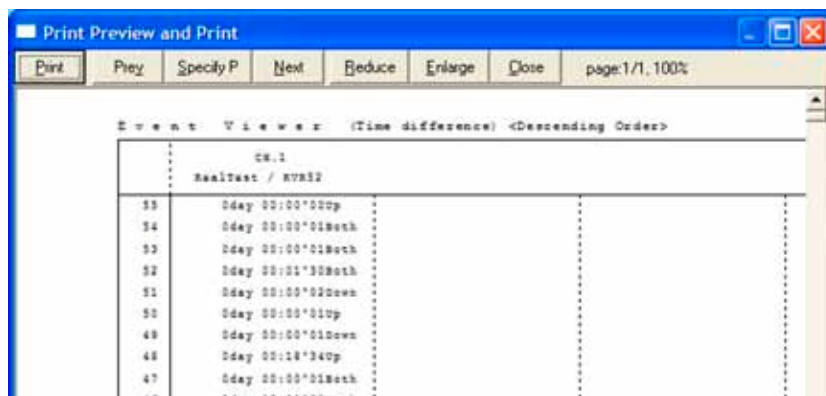 Print Preview and Print
Print Prev Specify P Next Reduce Enlarge Close page:1/1, 100%
Event Viewer (Time difference) <Descending Order>
CH.1
RealTest / RVR52
55 0day 00:00'00Up
54 0day 00:00'01Both
53 0day 00:00'01Both
52 0day 00:01'30Both
51 0day 00:00'02Down
50 0day 00:00'01Up
49 0day 00:00'01Down
48 0day 00:18'34Up
47 0day 00:00'01Both